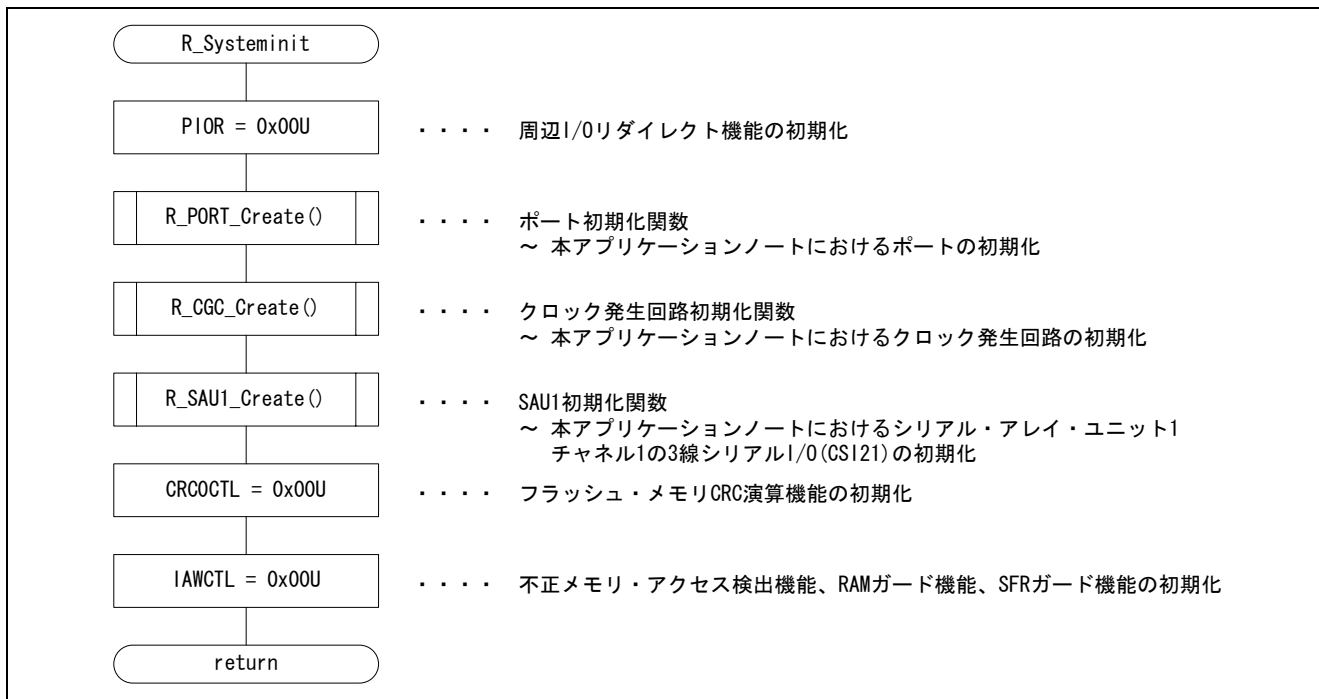 R_Systeminit
PIOR = 0x00U ・・・・ 周辺I/Oリダイレクト機能の初期化
R_PORT_Create() ・・・・ ポート初期化関数
～ 本アプリケーションノートにおけるポートの初期化
R_CGC_Create() ・・・・ クロック発生回路初期化関数
～ 本アプリケーションノートにおけるクロック発生回路の初期化
R_SAU1_Create() ・・・・ SAU1初期化関数
～ 本アプリケーションノートにおけるシリアル・アレイ・ユニット1
チャネル1の3線シリアルI/O(CSI21)の初期化
CRC0CTL = 0x00U ・・・・ フラッシュ・メモリCRC演算機能の初期化
IAWCTL = 0x00U ・・・・ 不正メモリ・アクセス検出機能、RAMガード機能、SFRガード機能の初期化
return